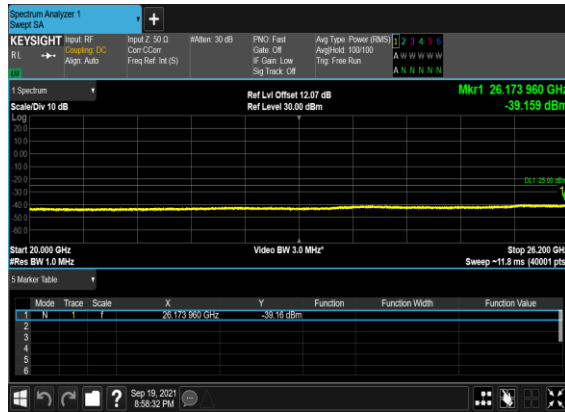 Spectrum Analyzer 1
Swept SA
KEYSIGHT Input: RF Input Z: 50 Ω #Atten: 30 dB PNO: Fast Avg Type: Power (RMS) 1 2 3 4 5 6
RL Coupling: DC Corr CCorr Gate: Off Avg|Hold: 100/100 A W W W W W
Align: Auto Freq Ref: Int (S) IF Gain: Low Trig: Free Run
Sig Track: Off A N N N N N
1 Spectrum Ref Lvl Offset 12.07 dB Mkr1 26.173 960 GHz
Scale/Div 10 dB Ref Level 30.00 dBm -39.159 dBm
Log
20.0
10.0
0.00
-10.0
-20.0 DL1 -25.00 dBm
-30.0 1
-40.0
-50.0
-60.0
Start 20.000 GHz Video BW 3.0 MHz* Stop 26.200 GHz
#Res BW 1.0 MHz Sweep ~11.8 ms (40001 pts)
5 Marker Table
Mode Trace Scale X Y Function Function Width Function Value
1 N 1 f 26.173 960 GHz -39.16 dBm
2
3
4
5
6
Sep 19, 2021
8:58:32 PM